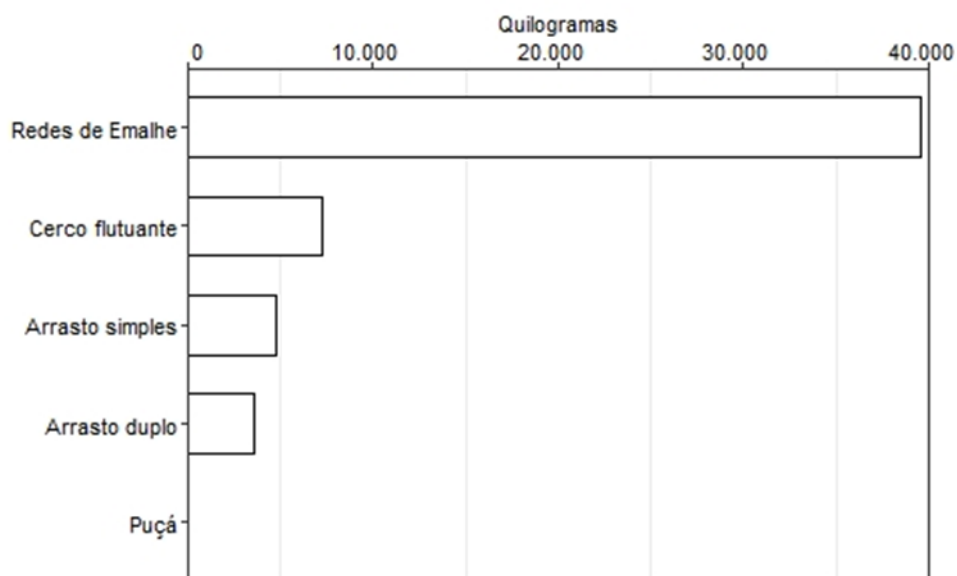 Quilogramas
0 10.000 20.000 30.000 40.000
Redes de Emalhe
Cerco flutuante
Arrasto simples
Arrasto duplo
Puçá